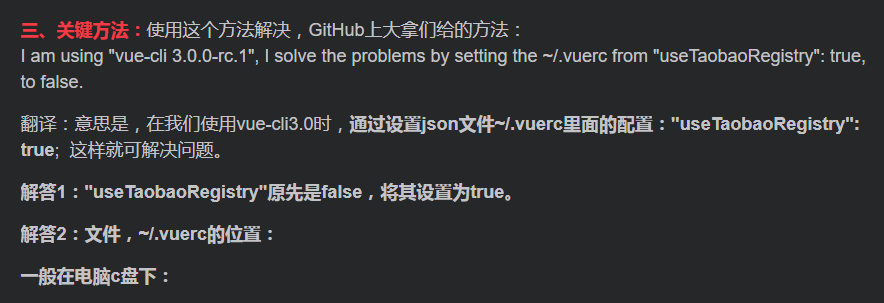 三、关键方法：使用这个方法解决，GitHub上大拿们给的方法：
I am using "vue-cli 3.0.0-rc.1", I solve the problems by setting the ~/.vuerc from "useTaobaoRegistry": true,
to false.
翻译：意思是，在我们使用vue-cli3.0时，通过设置json文件~/.vuerc里面的配置："useTaobaoRegistry":
true; 这样就可解决问题。
解答1："useTaobaoRegistry"原先是false，将其设置为true。
解答2：文件，~/.vuerc的位置：
一般在电脑c盘下：